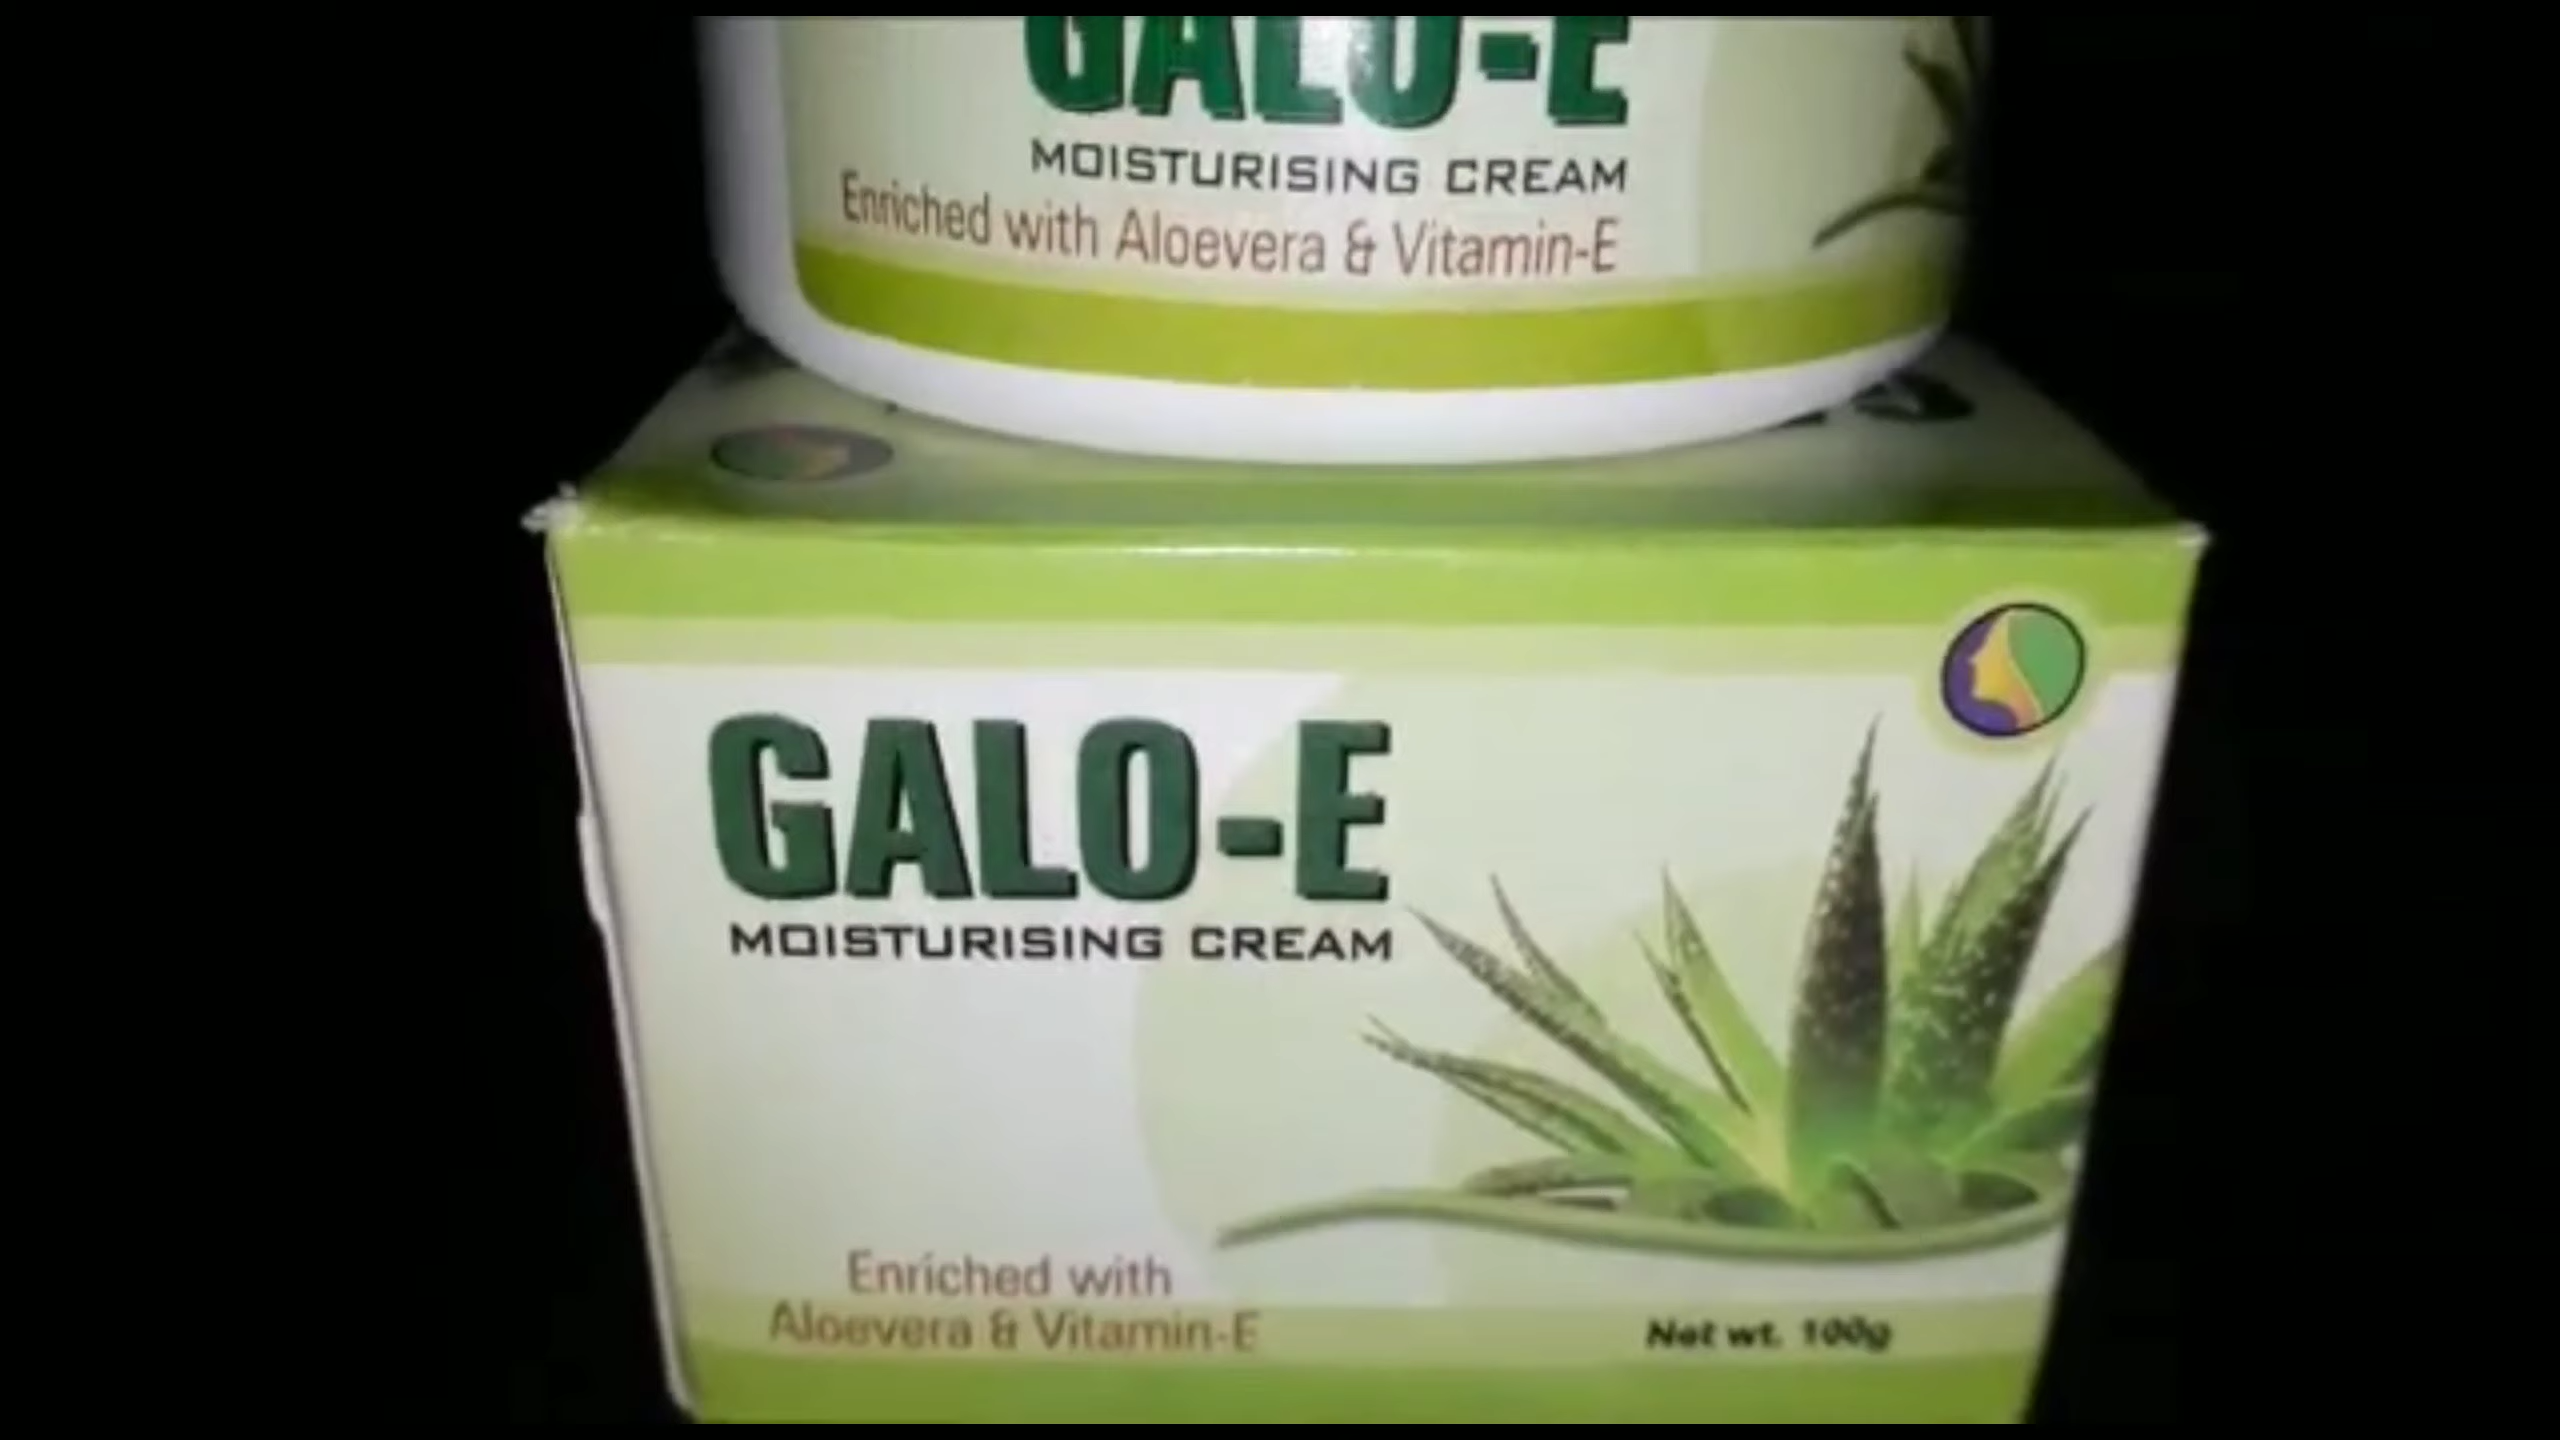 GALO-E
MOISTURISING CREAM
Enriched with Aloevera & Vitamin-E
GALO-E
MOISTURISING CREAM
Enriched with
Aloevera & Vitamin-E
Net wt. 100g